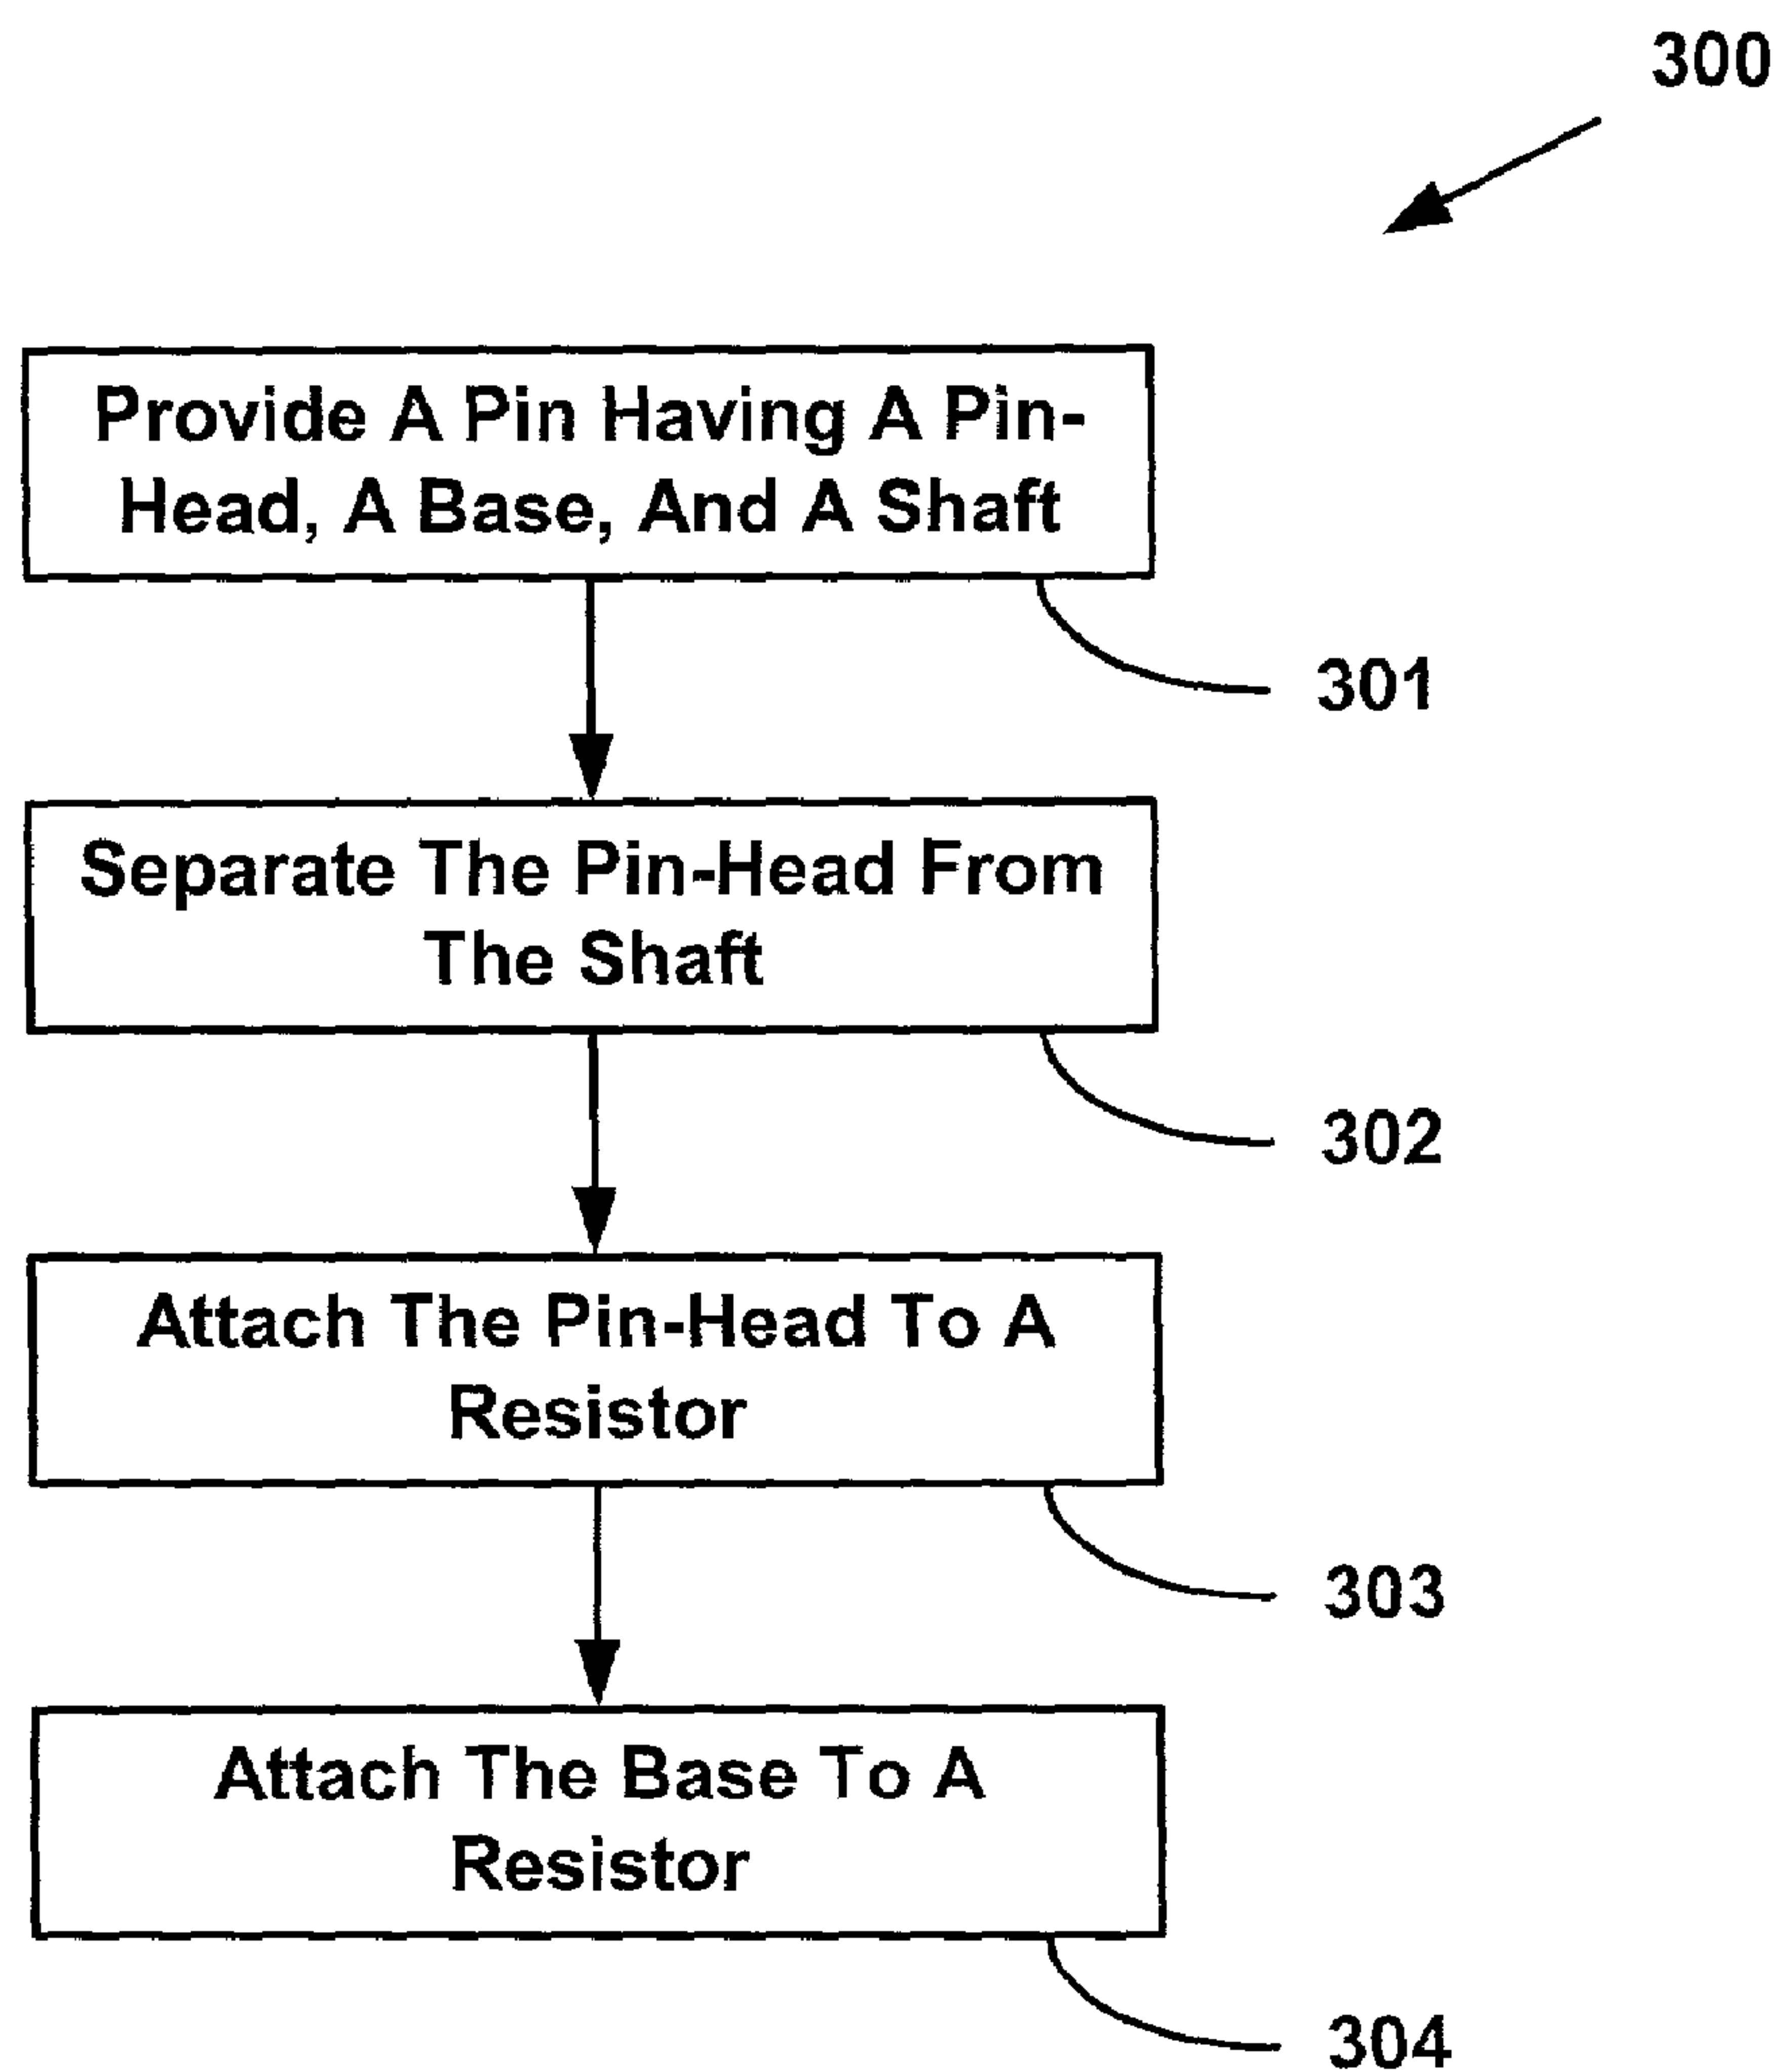 300
Provide A Pin Having A Pin-
Head, A Base, And A Shaft
301
Separate The Pin-Head From
The Shaft
302
Attach The Pin-Head To A
Resistor
303
Attach The Base To A
Resistor
304